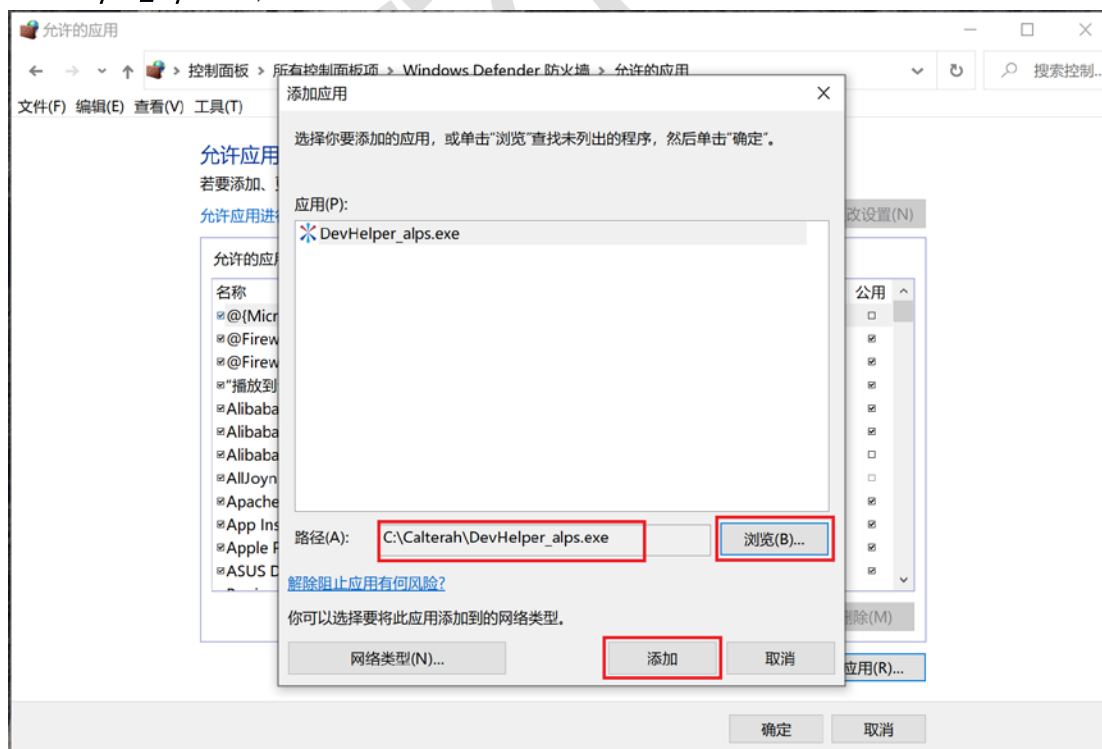 允许的应用
控制面板 > 所有控制面板项 > Windows Defender 防火墙 > 允许的应用
搜索控制...
文件(F) 编辑(E) 查看(V) 工具(T)
添加应用
选择你要添加的应用，或单击“浏览”查找未列出的程序，然后单击“确定”。
允许应用
若要添加、
应用(P):
允许应用进
改设置(N)
DevHelper_alps.exe
允许的应
名称
公用
@{Micr
@Firew
@Firew
“播放到
Alibaba
Alibaba
Alibaba
AllJoyn
Apache
App Ins
路径(A):
C:\Calterah\DevHelper_alps.exe
浏览(B)...
Apple
ASUS D
解除阻止应用有何风险?
你可以选择要将此应用添加到的网络类型。
除(M)
网络类型(N)...
添加
取消
应用(R)...
确定
取消